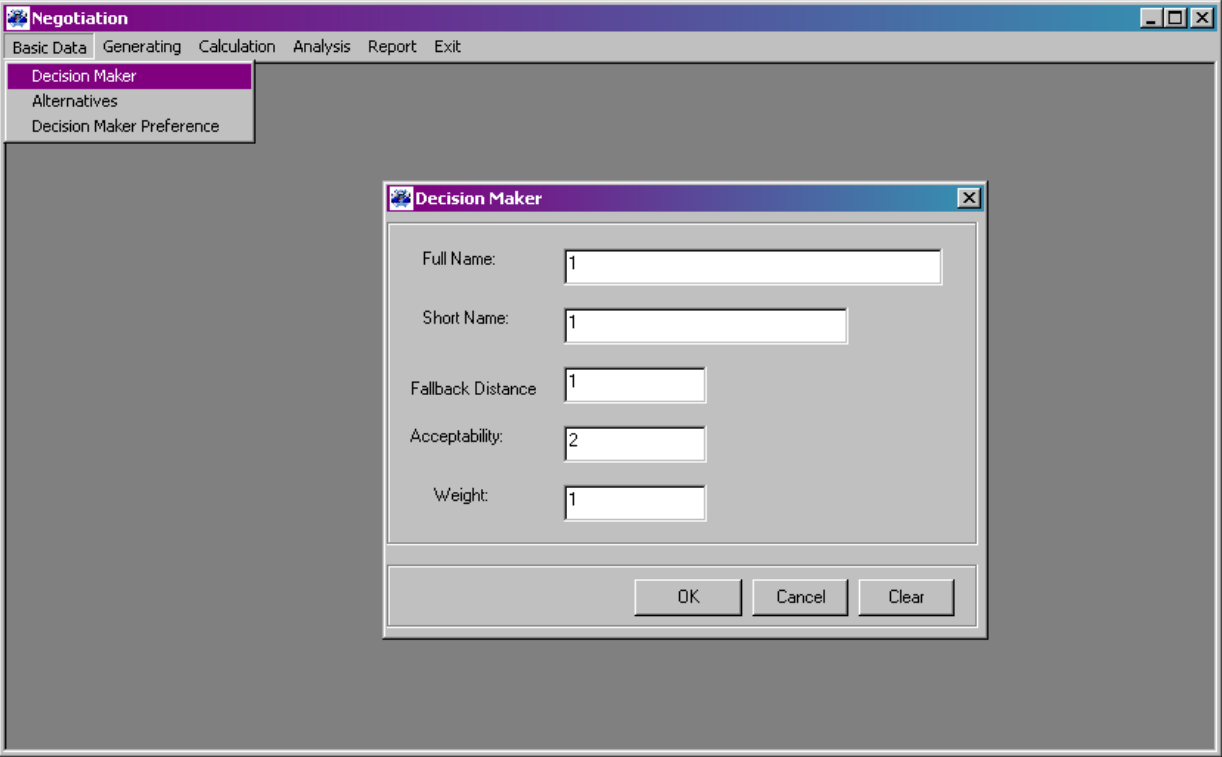 Negotiation
Basic Data Generating Calculation Analysis Report Exit
Decision Maker
Alternatives
Decision Maker Preference
Decision Maker
Full Name: 1
Short Name: 1
Fallback Distance 1
Acceptability: 2
Weight: 1
OK Cancel Clear